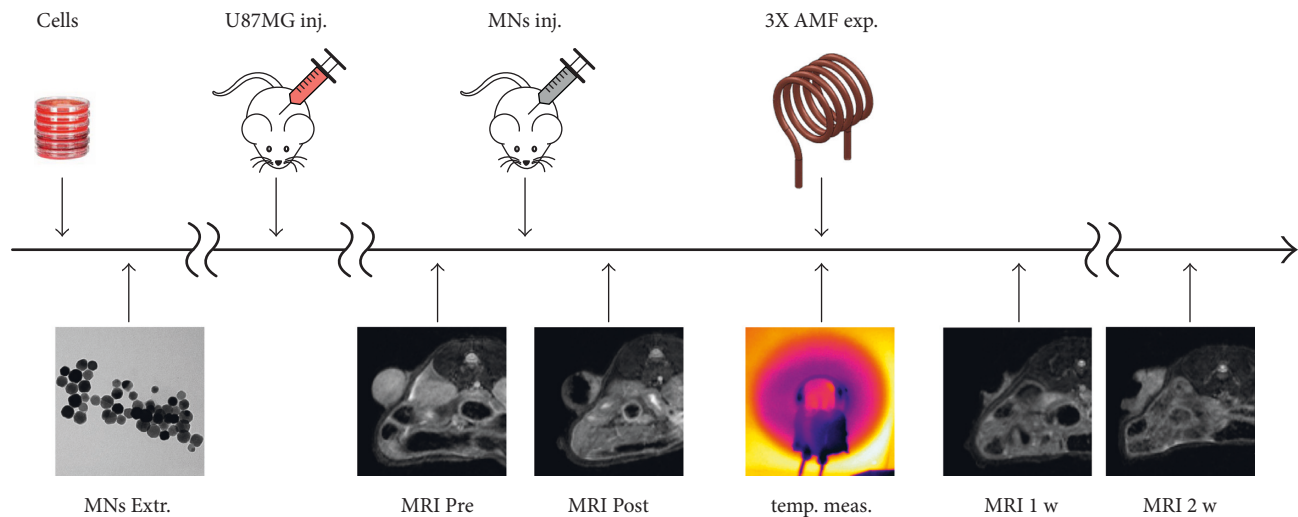 Cells
U87MG inj.
MNs inj.
3X AMF exp.
MNs Extr.
MRI Pre
MRI Post
temp. meas.
MRI 1 w
MRI 2 w